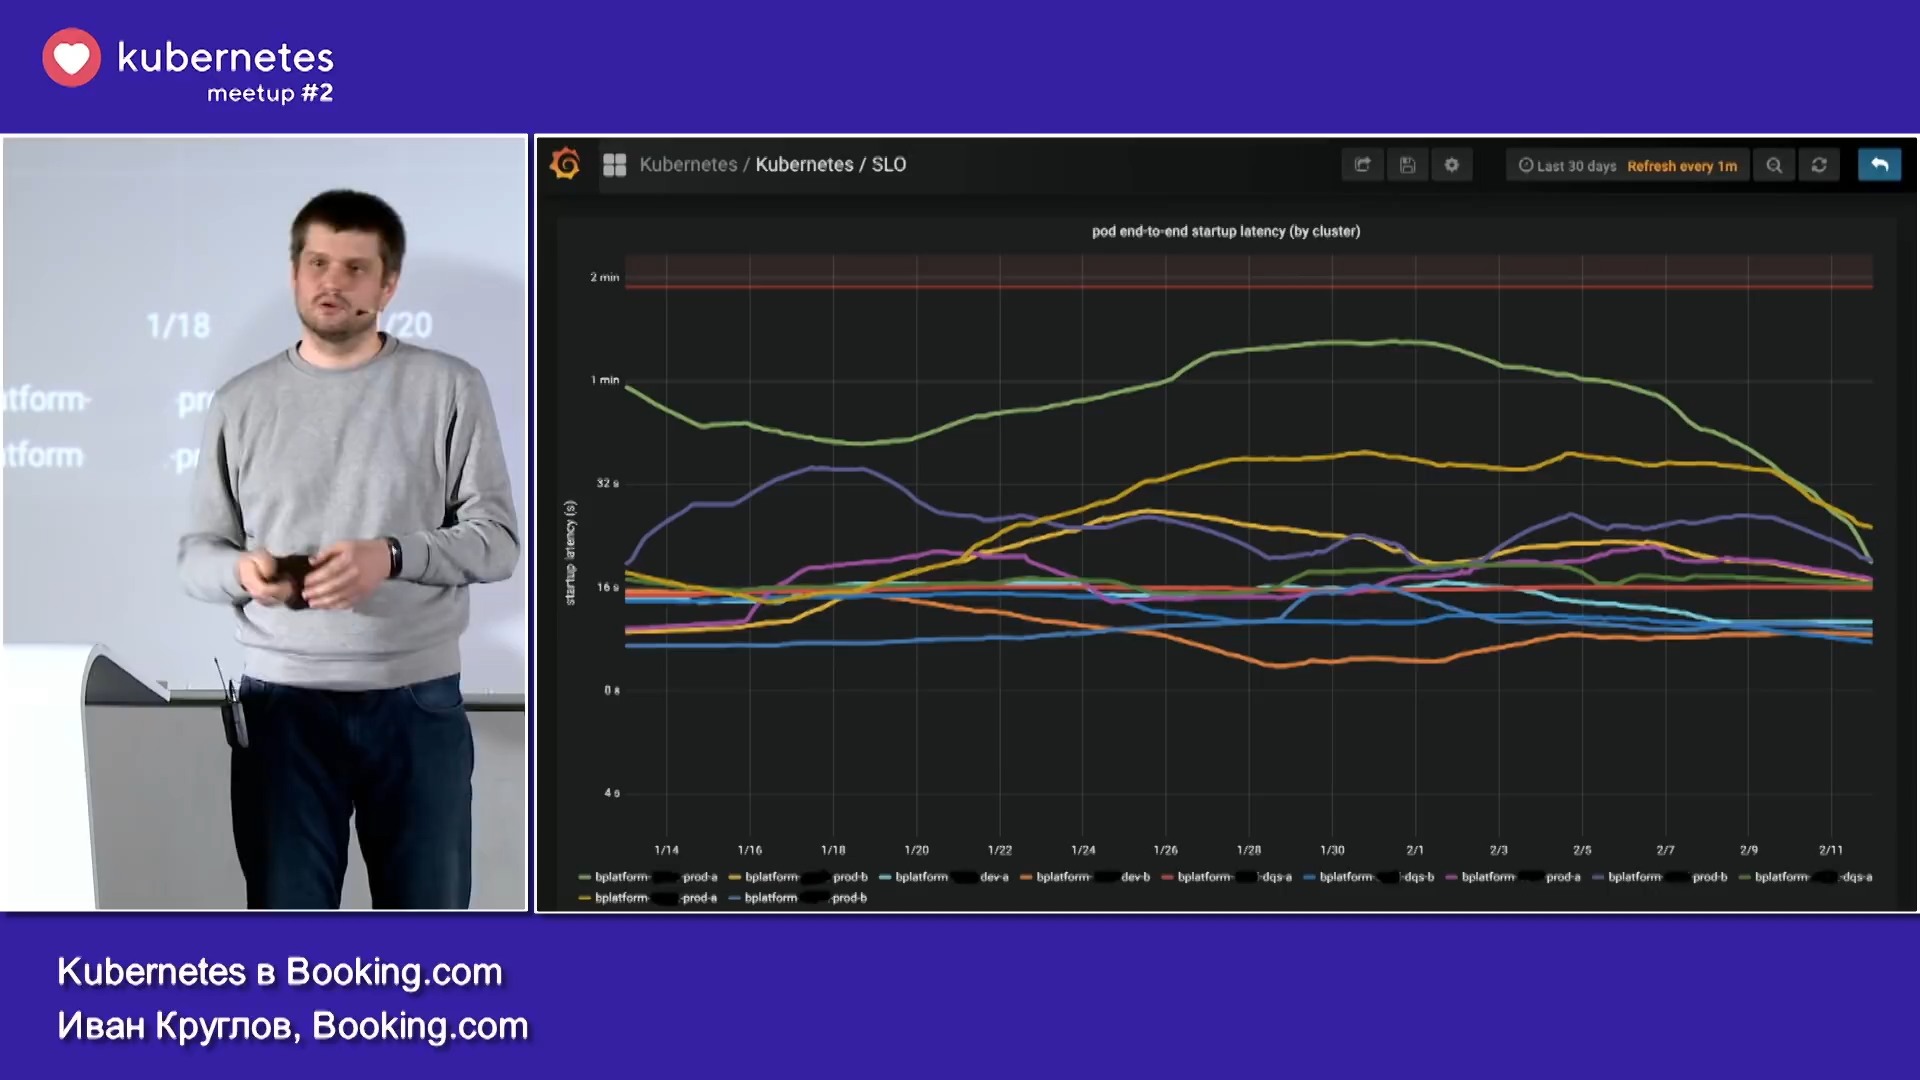 kubernetes
meetup #2
1/18
/20
tform-
pr
tform
Kubernetes / Kubernetes / SLO
Last 30 days Refresh every 1m
pod end-to-end startup latency (by cluster)
2 min
1 min
32 s
16 s
8 s
4 s
startup latency (s)
1/14 1/16 1/18 1/20 1/22 1/24 1/26 1/28 1/30 2/1 2/3 2/5 2/7 2/9 2/11
bplatform- -prod-a bplatform- prod-b bplatform dev-a bplatform dev-b bplatform- -dqs-a bplatform- -dqs-b bplatform- -prod-a bplatform- prod-b bplatform- -dqs-a
bplatform- -prod-a bplatform -prod-b
Kubernetes в Booking.com
Иван Круглов, Booking.com